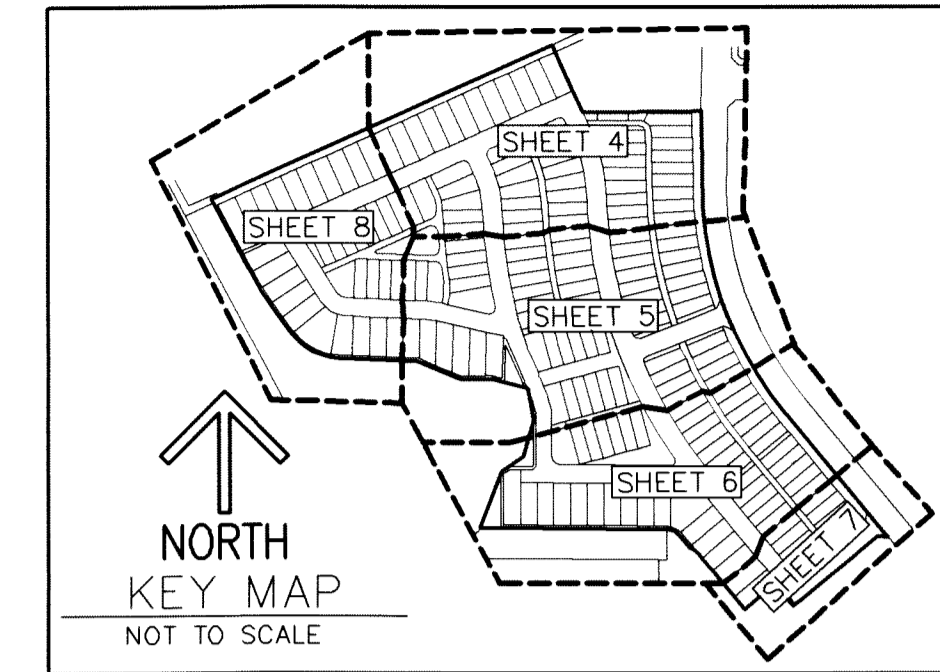 SHEET 4
SHEET 8
SHEET 5
SHEET 6
SHEET 7
NORTH
KEY MAP
NOT TO SCALE